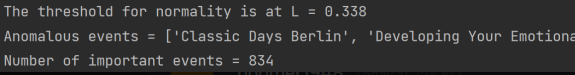 The threshold for normality is at L = 0.338
Anomalous events = ['Classic Days Berlin', 'Developing Your Emotiona
Number of important events = 834